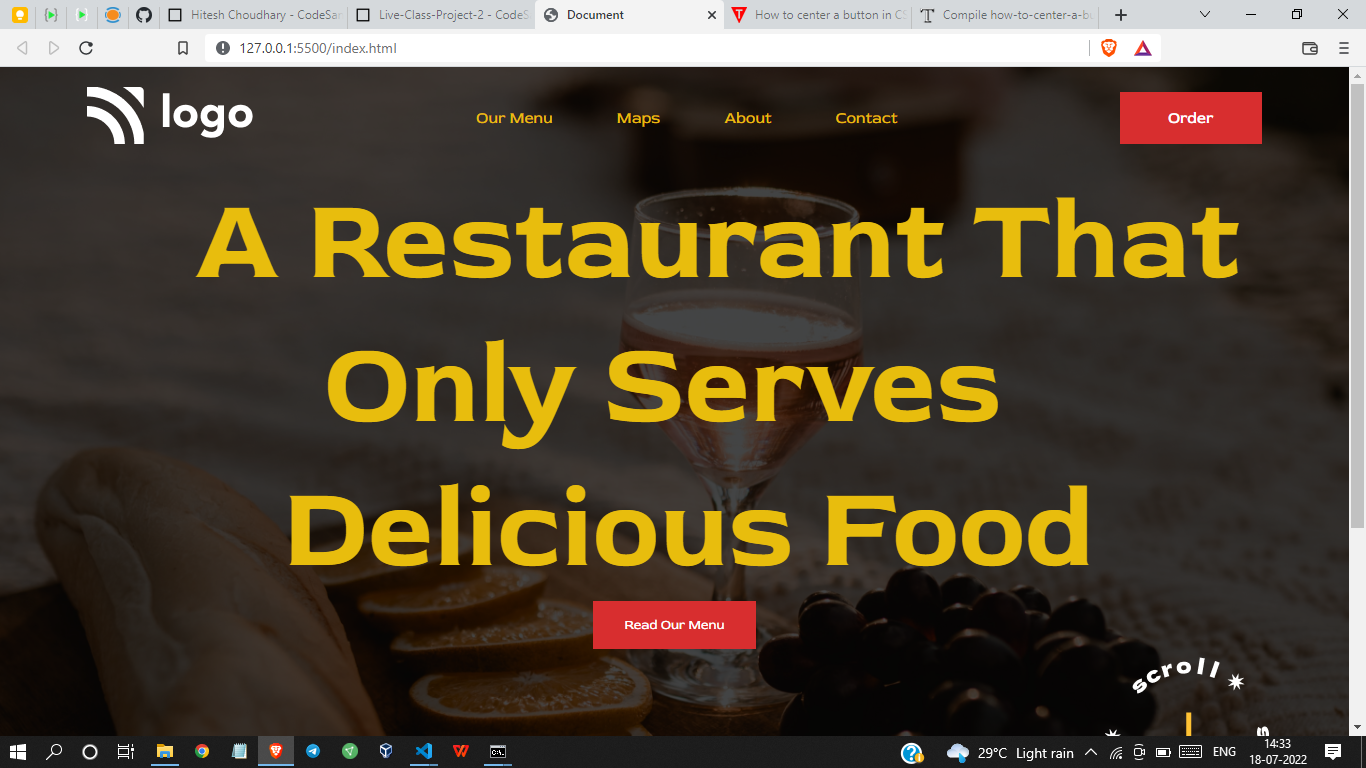 Hitesh Choudhary - CodeSan
Live-Class-Project-2 - CodeS
Document
How to center a button in CS
Compile how-to-center-a-bu
127.0.0.1:5500/index.html
logo
Our Menu
Maps
About
Contact
Order
A Restaurant That
Only Serves
Delicious Food
Read Our Menu
scroll
29°C Light rain
ENG
14:33
18-07-2022